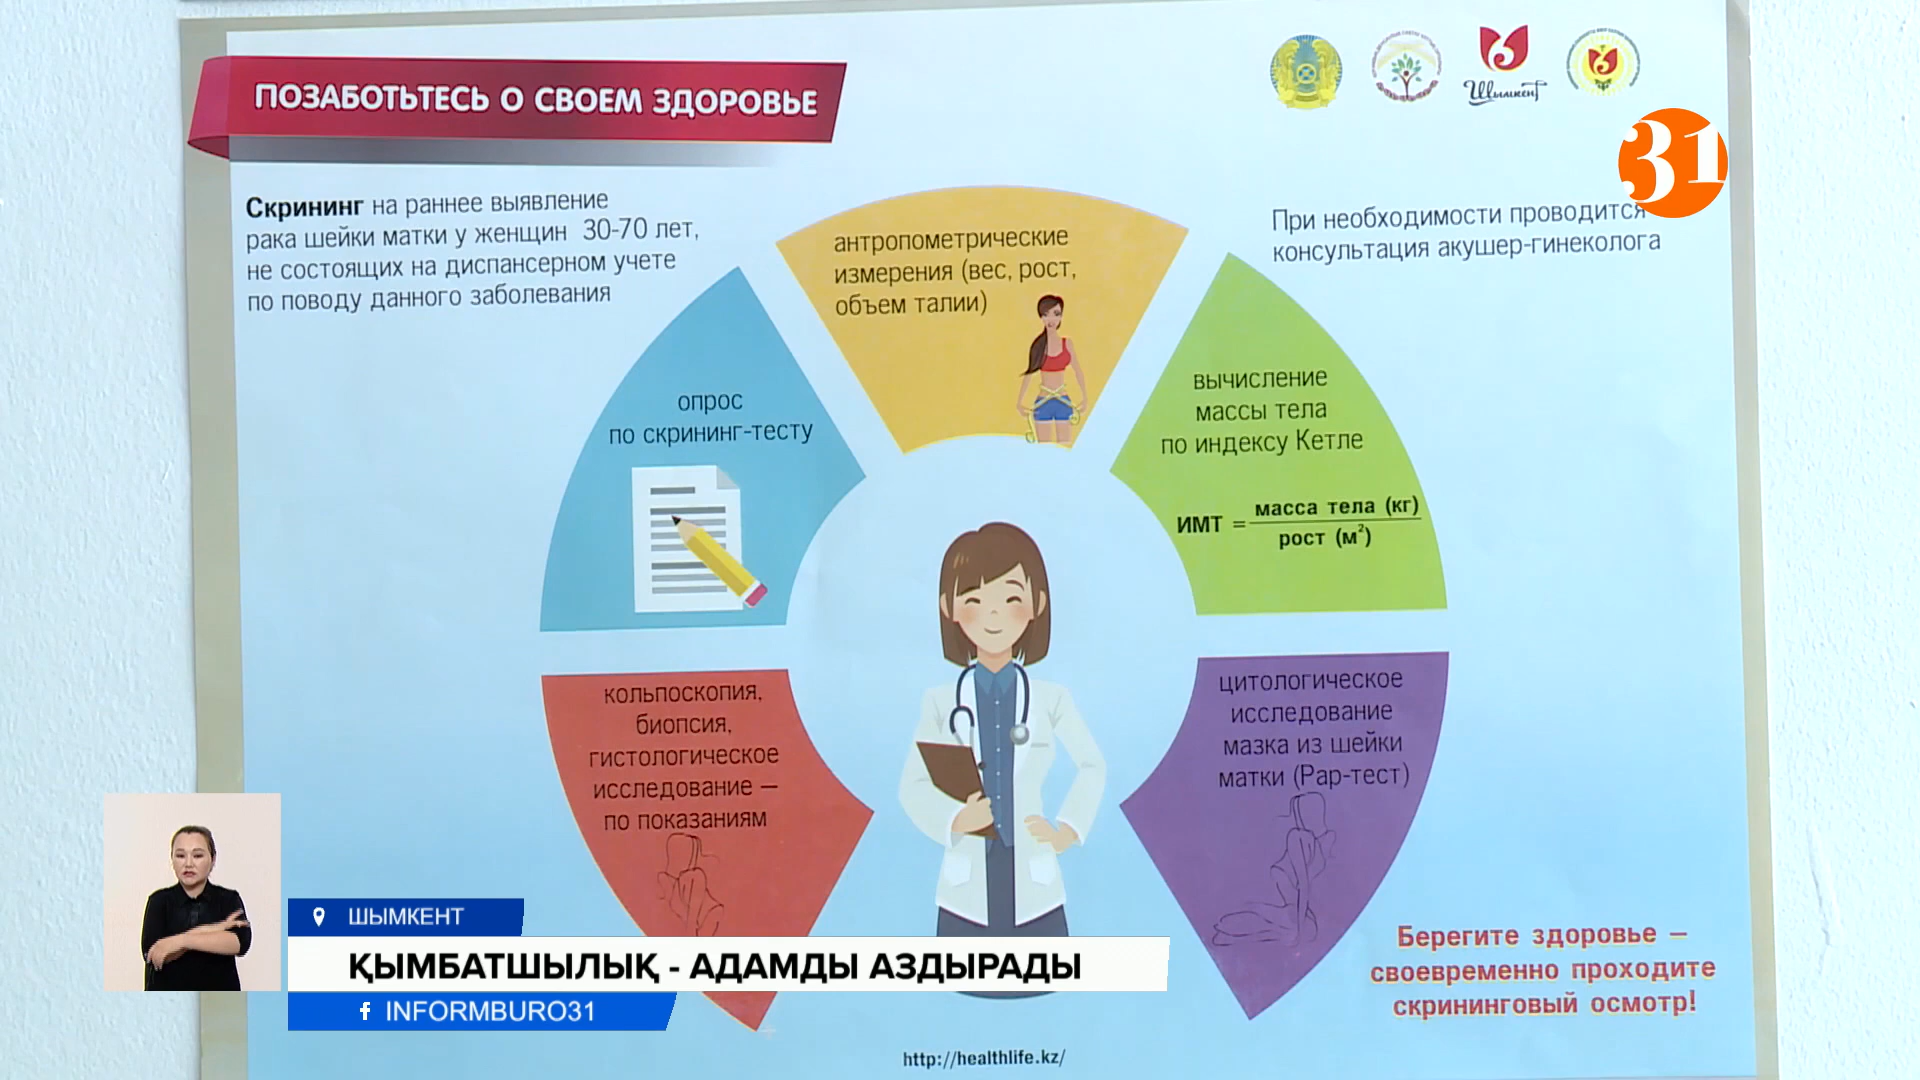 ПОЗАБОТЬТЕСЬ О СВОЕМ ЗДОРОВЬЕ
Шымкент
31
Скрининг на раннее выявление
рака шейки матки у женщин 30-70 лет,
не состоящих на диспансерном учете
по поводу данного заболевания
При необходимости проводится
консультация акушер-гинеколога
антропометрические
измерения (вес, рост,
объем талии)
опрос
по скрининг-тесту
вычисление
массы тела
по индексу Кетле
ИМТ = масса тела (кг)
рост (м²)
кольпоскопия,
биопсия,
гистологическое
исследование –
по показаниям
цитологическое
исследование
мазка из шейки
матки (Рар-тест)
Берегите здоровье –
своевременно проходите
скрининговый осмотр!
ШЫМКЕНТ
ҚЫМБАТШЫЛЫҚ - АДАМДЫ АЗДЫРАДЫ
INFORMBURO31
http://healthlife.kz/